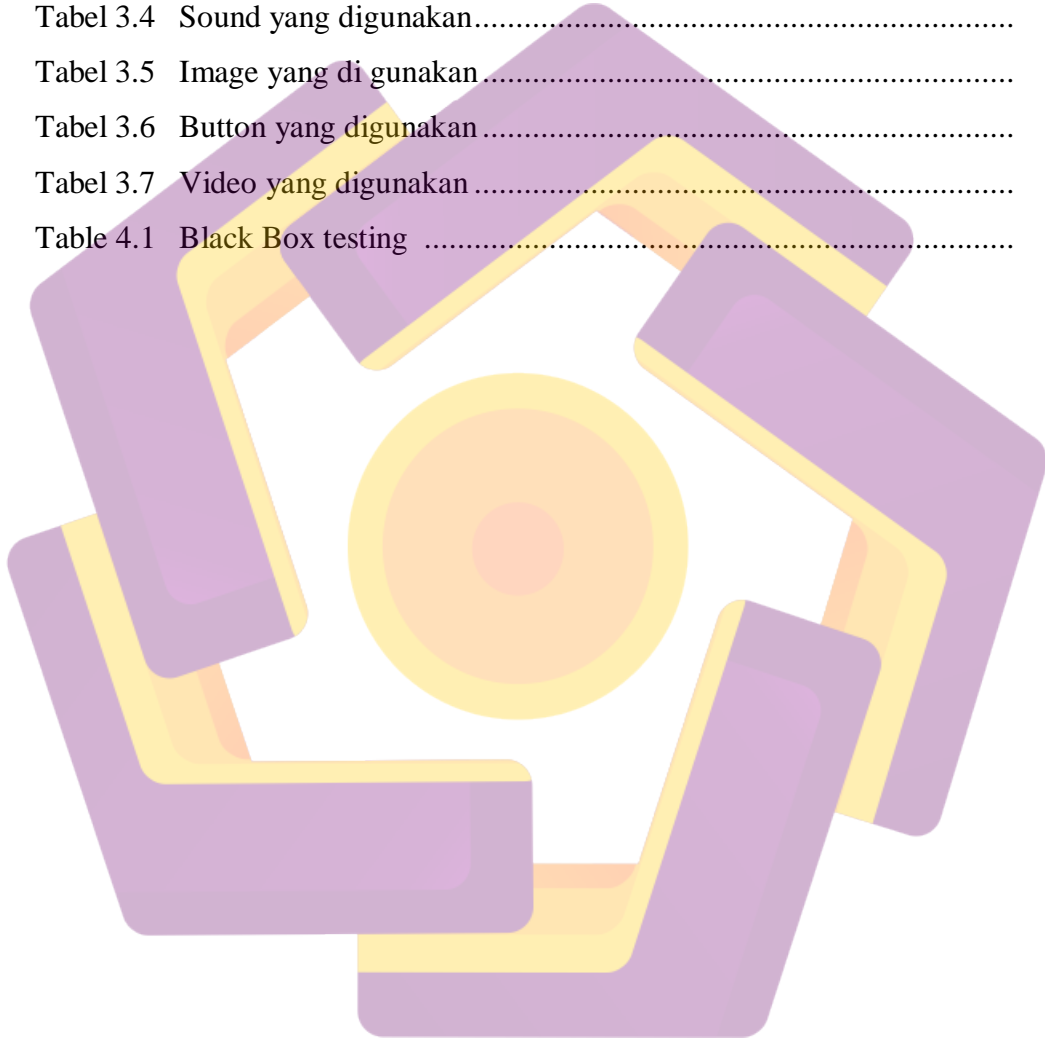 Tabel 3.4 Sound yang digunakan..................................................................
Tabel 3.5 Image yang di gunakan.................................................................
Tabel 3.6 Button yang digunakan.................................................................
Tabel 3.7 Video yang digunakan..................................................................
Table 4.1 Black Box testing ........................................................................